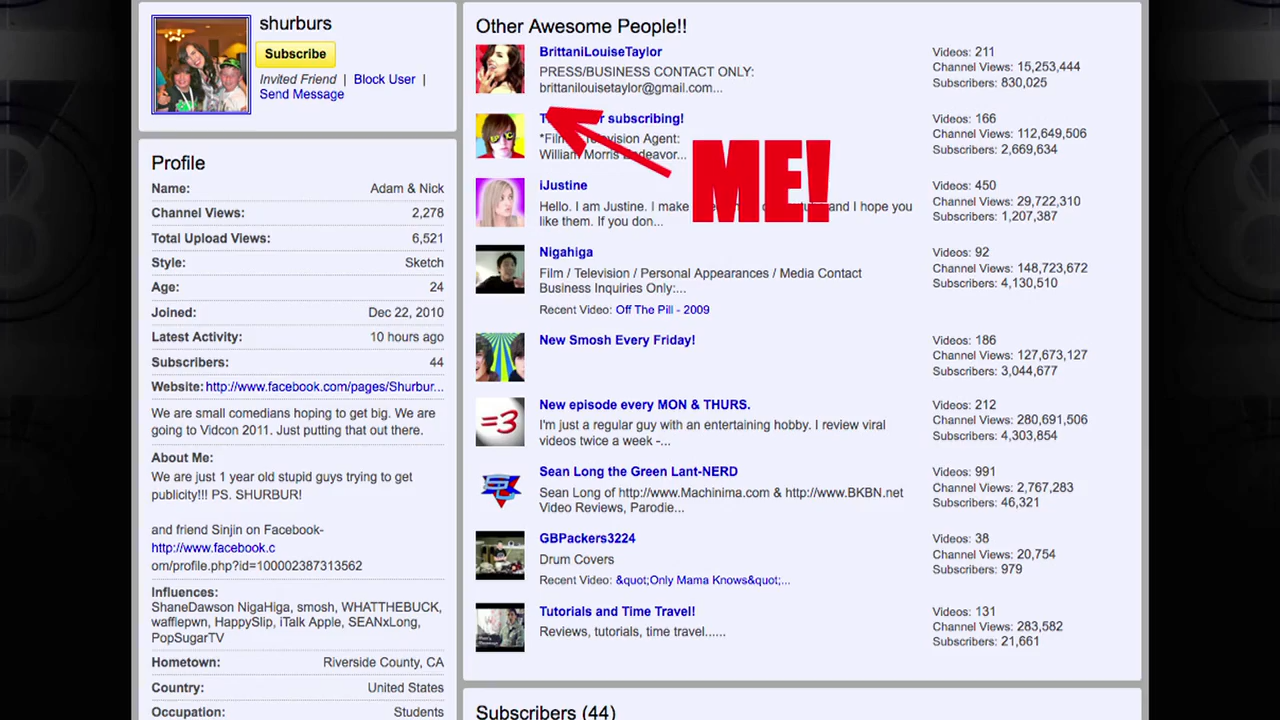 shurburs
Subscribe
Invited Friend | Block User |
Send Message
Profile
Name: Adam & Nick
Channel Views: 2,278
Total Upload Views: 6,521
Style: Sketch
Age: 24
Joined: Dec 22, 2010
Latest Activity: 10 hours ago
Subscribers: 44
Website: http://www.facebook.com/pages/Shurbur...
We are small comedians hoping to get big. We are
going to Vidcon 2011. Just putting that out there.
About Me:
We are just 1 year old stupid guys trying to get
publicity!!! PS. SHURBUR!
and friend Sinjin on Facebook-
http://www.facebook.c
om/profile.php?id=100002387313562
Influences:
ShaneDawson NigaHiga, smosh, WHATTHEBUCK,
wafflepwn, HappySlip, iTalk Apple, SEANxLong,
PopSugarTV
Hometown: Riverside County, CA
Country: United States
Occupation: Students
Other Awesome People!!
BrittaniLouiseTaylor
PRESS/BUSINESS CONTACT ONLY:
brittanilouisetaylor@gmail.com...
Videos: 211
Channel Views: 15,253,444
Subscribers: 830,025
subscribing!
William Morris Endeavor...
Videos: 166
Channel Views: 112,649,506
Subscribers: 2,669,634
ME!
iJustine
Hello. I am Justine. I make and I hope you
like them. If you don...
Videos: 450
Channel Views: 29,722,310
Subscribers: 1,207,387
Nigahiga
Film / Television / Personal Appearances / Media Contact
Business Inquiries Only:...
Recent Video: Off The Pill - 2009
Videos: 92
Channel Views: 148,723,672
Subscribers: 4,130,510
New Smosh Every Friday!
Videos: 186
Channel Views: 127,673,127
Subscribers: 3,044,677
=3
New episode every MON & THURS.
I'm just a regular guy with an entertaining hobby. I review viral
videos twice a week -...
Videos: 212
Channel Views: 280,691,506
Subscribers: 4,303,854
Sean Long the Green Lant-NERD
Sean Long of http://www.Machinima.com & http://www.BKBN.net
Video Reviews, Parodie...
Videos: 991
Channel Views: 2,767,283
Subscribers: 46,321
GBPackers3224
Drum Covers
Recent Video: &quot;Only Mama Knows&quot;...
Videos: 38
Channel Views: 20,754
Subscribers: 979
Tutorials and Time Travel!
Reviews, tutorials, time travel......
Videos: 131
Channel Views: 283,582
Subscribers: 21,661
Subscribers (44)